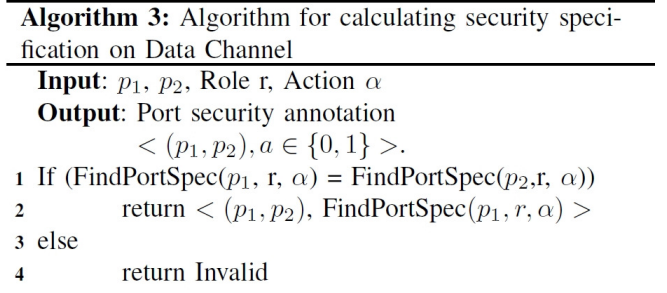 Algorithm 3: Algorithm for calculating security speci-
fication on Data Channel
Input: p₁, p₂, Role r, Action α
Output: Port security annotation
< (p₁, p₂), a ∈ {0, 1} >.
1 If (FindPortSpec(p₁, r, α) = FindPortSpec(p₂,r, α))
2 return < (p₁, p₂), FindPortSpec(p₁, r, α) >
3 else
4 return Invalid